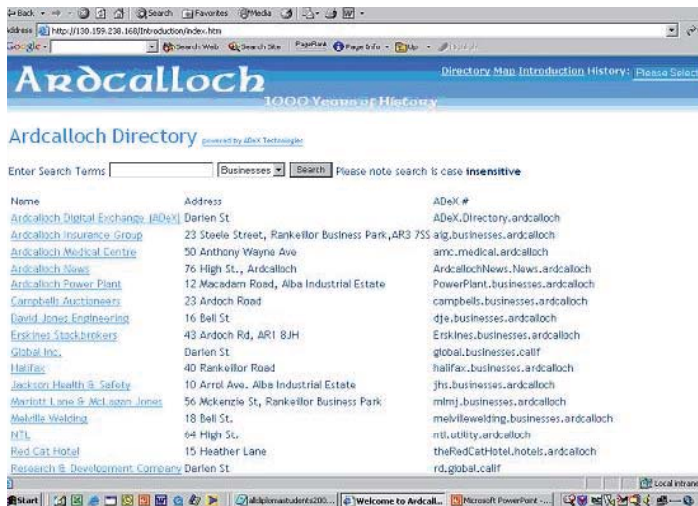 Back Search Favorites Media
Address http://130.159.238.168/Introduction/index.htm
Google Search Web Search Site PageRank Page Info Up
Ardcalloch
Directory Map Introduction History: Please Select
1000 Years of History
Ardcalloch Directory powered by ADeX Technologies
Enter Search Terms Businesses Search Please note search is case insensitive
Name Address ADeX #
Ardcalloch Digital Exchange (ADeX) Darien St ADeX.Directory.ardcalloch
Ardcalloch Insurance Group 23 Steele Street, Rankeillor Business Park,AR3 7SS aig.businesses.ardcalloch
Ardcalloch Medical Centre 50 Anthony Wayne Ave amc.medical.ardcalloch
Ardcalloch News 76 High St., Ardcalloch ArdcallochNews.News.ardcalloch
Ardcalloch Power Plant 12 Macadam Road, Alba Industrial Estate PowerPlant.businesses.ardcalloch
Campbells Auctioneers 23 Ardoch Road campbells.businesses.ardcalloch
David Jones Engineering 16 Bell St dje.businesses.ardcalloch
Erskines Stockbrokers 43 Ardoch Rd, AR1 8JH Erskines.businesses.ardcalloch
Global Inc. Darien St global.businesses.calif
Halifax 40 Rankeillor Road halifax.businesses.ardcalloch
Jackson Health & Safety 10 Arrol Ave. Alba Industrial Estate jhs.businesses.ardcalloch
Marriott Lane & McLagan Jones 56 Mckenzie St, Rankeillor Business Park mlmj.businesses.ardcalloch
Melville Welding 18 Bell St. melvillewelding.businesses.ardcalloch
NTL 64 High St. ntl.utility.ardcalloch
Red Cat Hotel 15 Heather Lane theRedCatHotel.hotels.ardcalloch
Research & Development Company Darien St rd.global.calif
Local intrane
Start Welcome to Ardcall... Microsoft PowerPoint -...